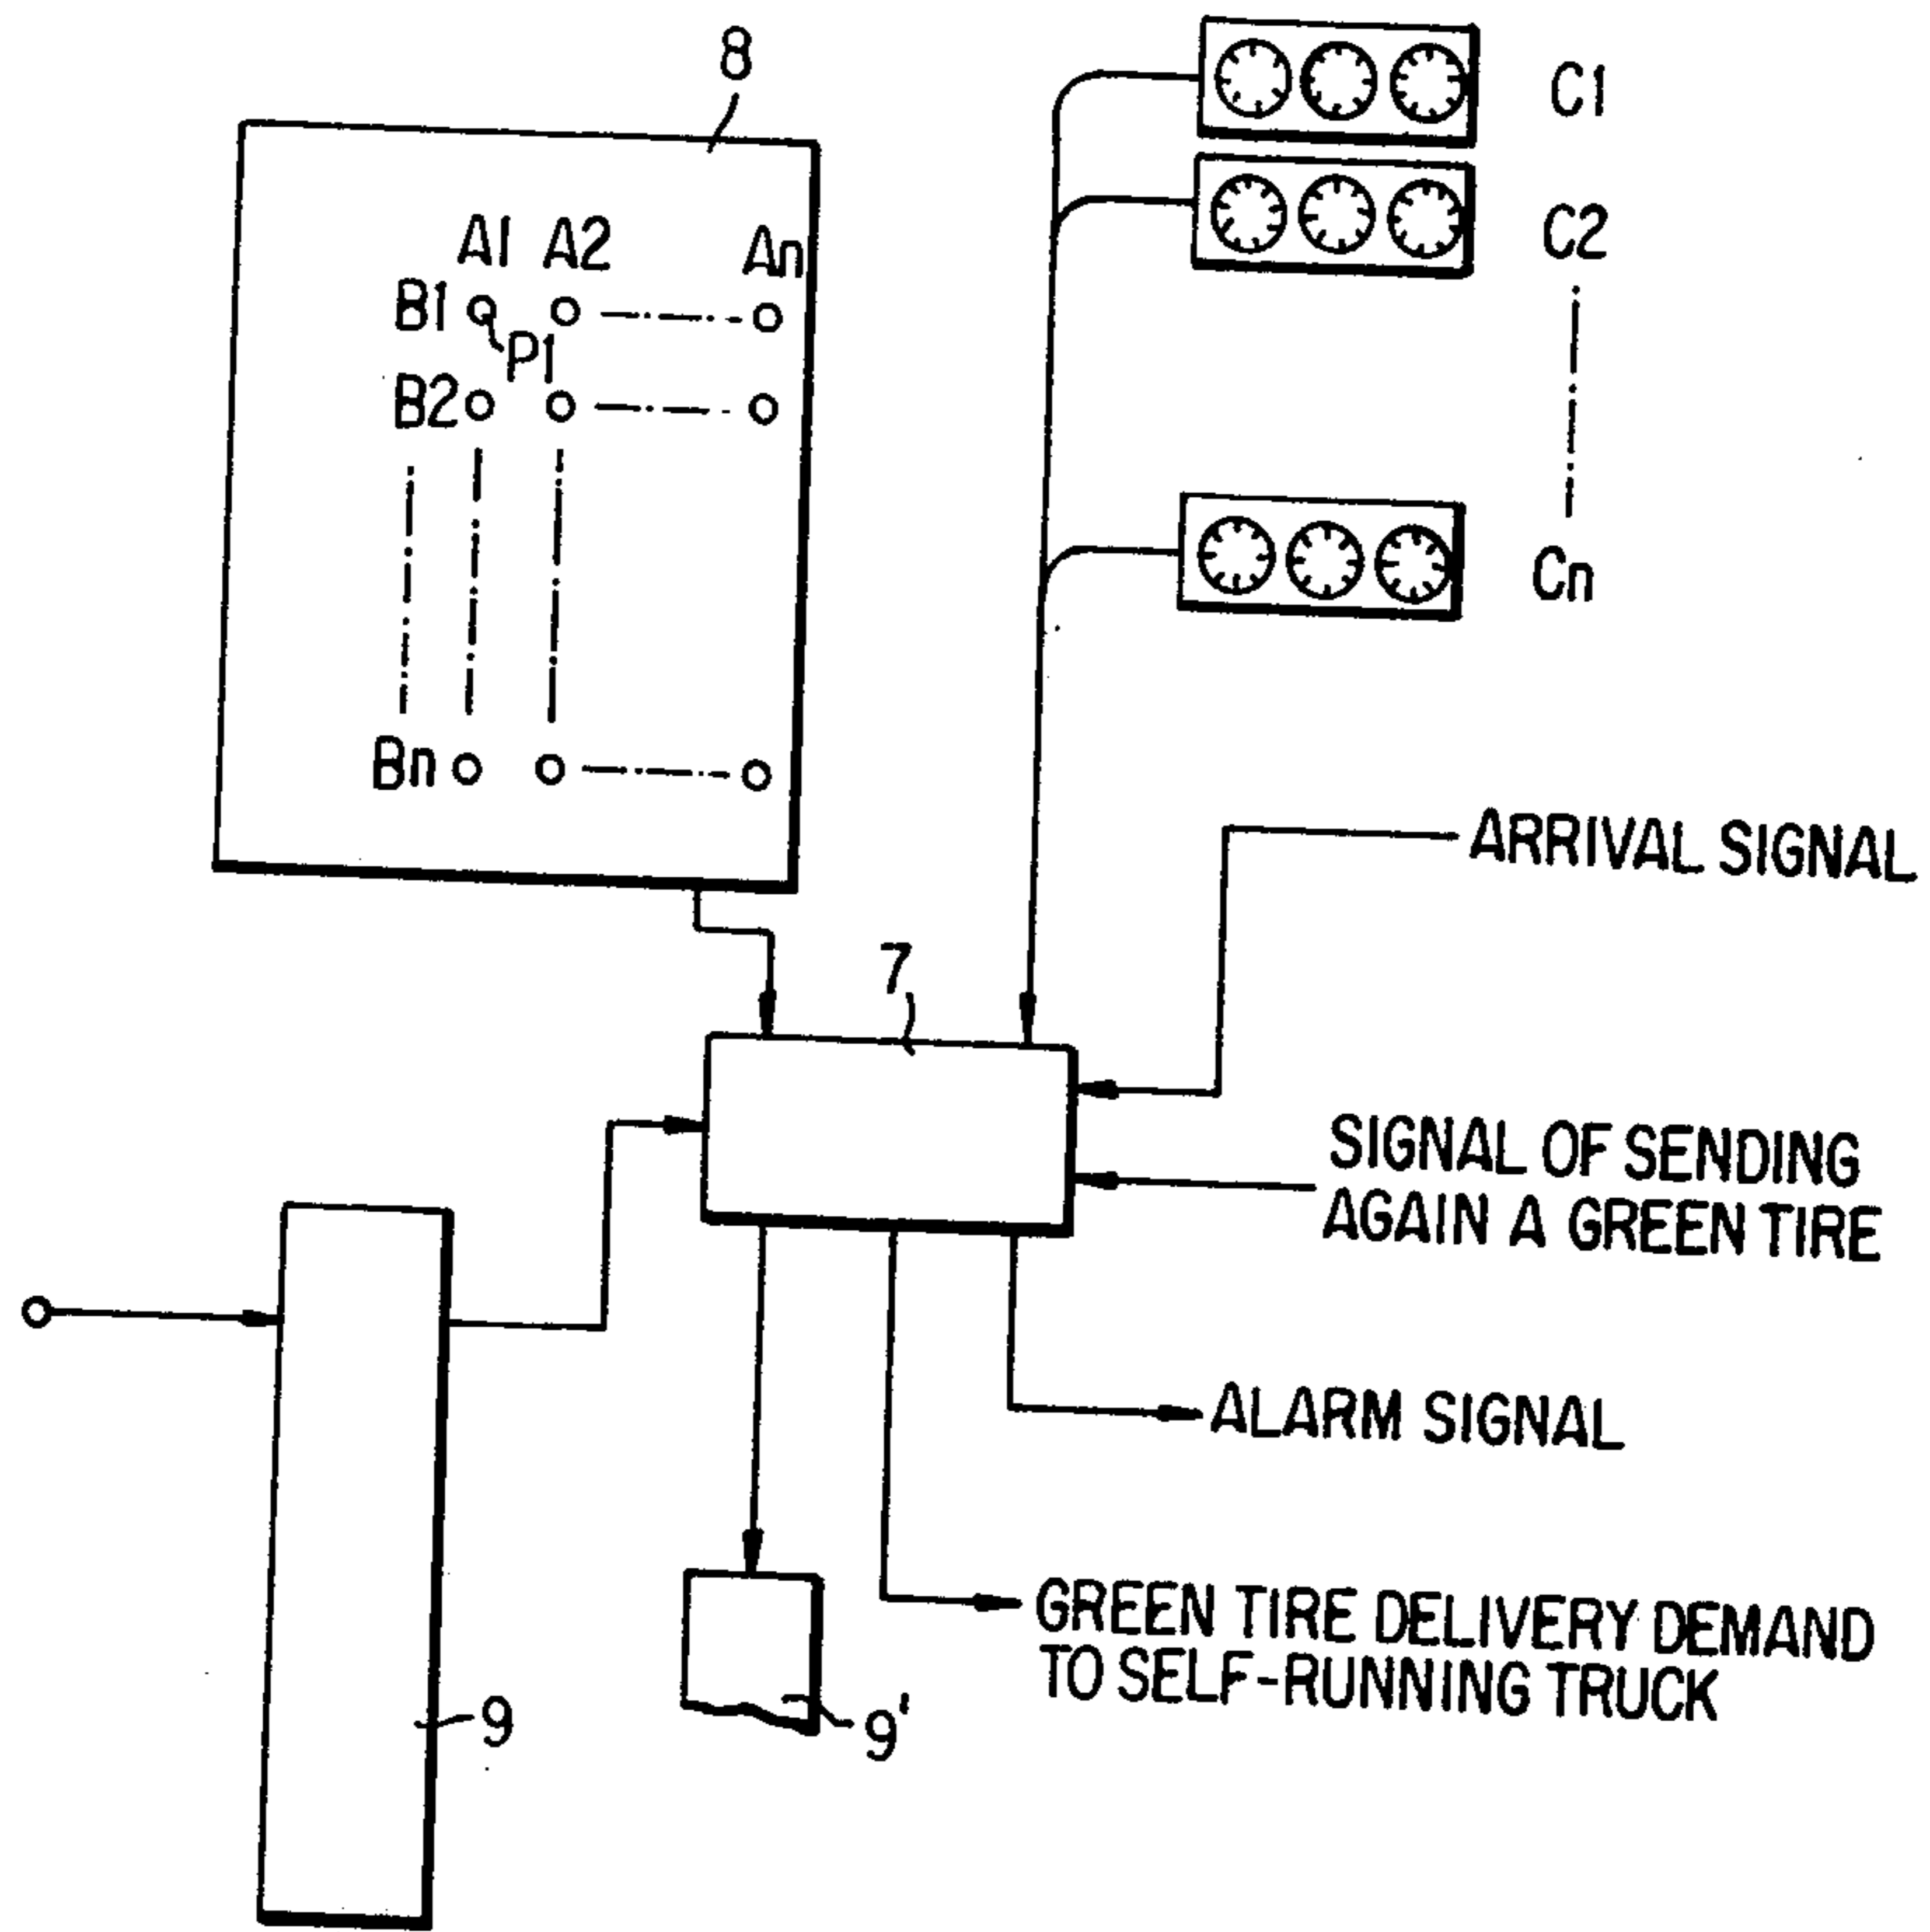 8
C1
C2
A1 A2 An
B1
P1
B2
Cn
Bn
ARRIVAL SIGNAL
7
SIGNAL OF SENDING
AGAIN A GREEN TIRE
ALARM SIGNAL
GREEN TIRE DELIVERY DEMAND
TO SELF-RUNNING TRUCK
9
9'